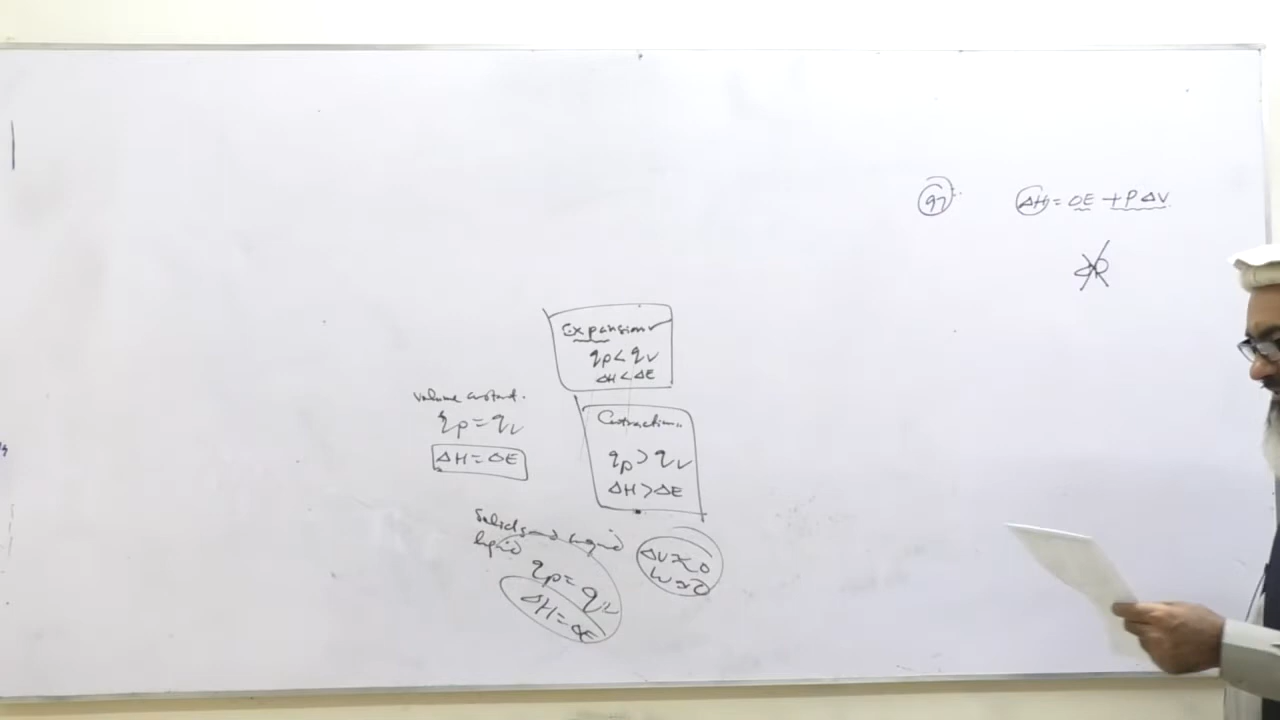 97
ΔH = ΔE + PΔV
Expansion
qp < qv
ΔH < ΔE
volume constant.
qp = qv
ΔH = ΔE
Contraction
qp > qv
ΔH > ΔE
Solids and liquid
liquid
qp = qv
ΔH = ΔE
ΔV ≈ 0
W ≈ 0